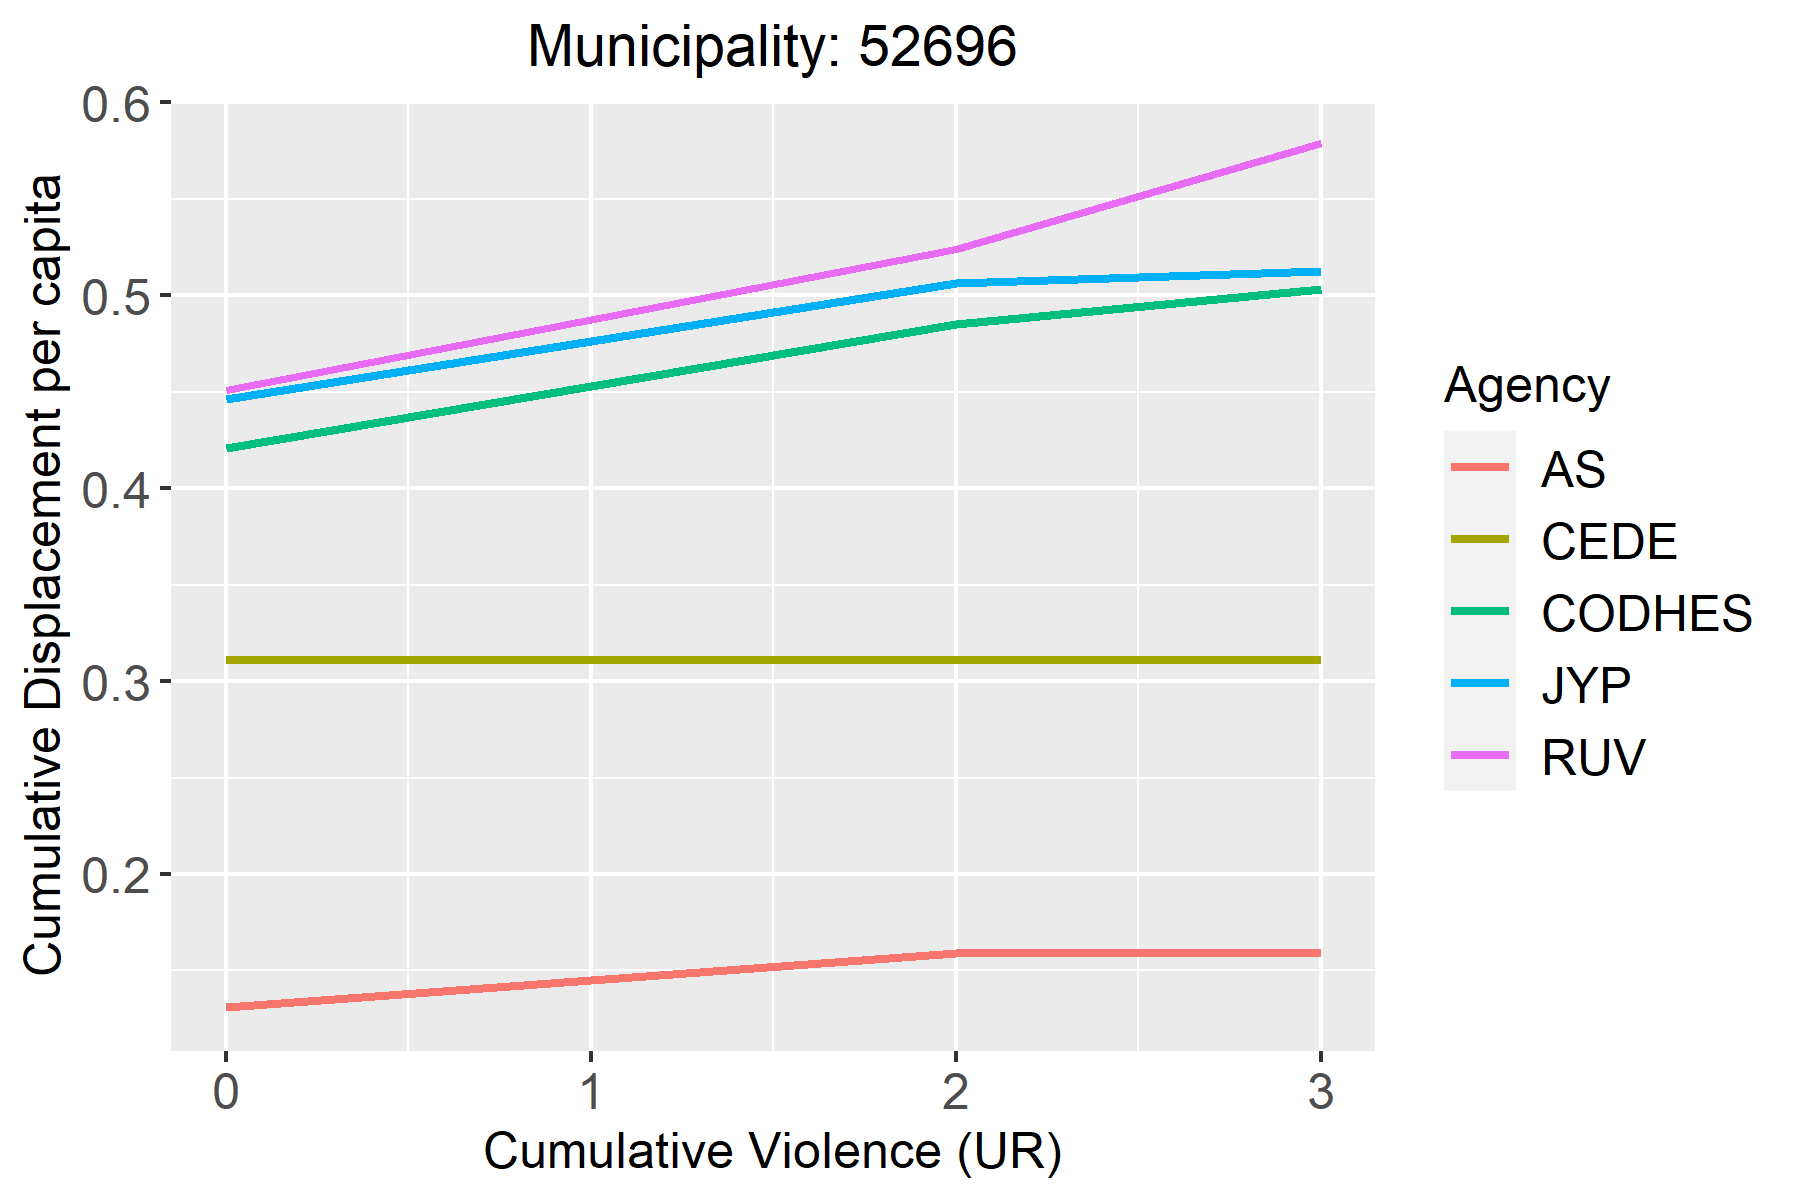 Municipality: 52696
Cumulative Displacement per capita
0.6
0.5
0.4
0.3
0.2
0 1 2 3
Cumulative Violence (UR)
Agency
AS
CEDE
CODHES
JYP
RUV